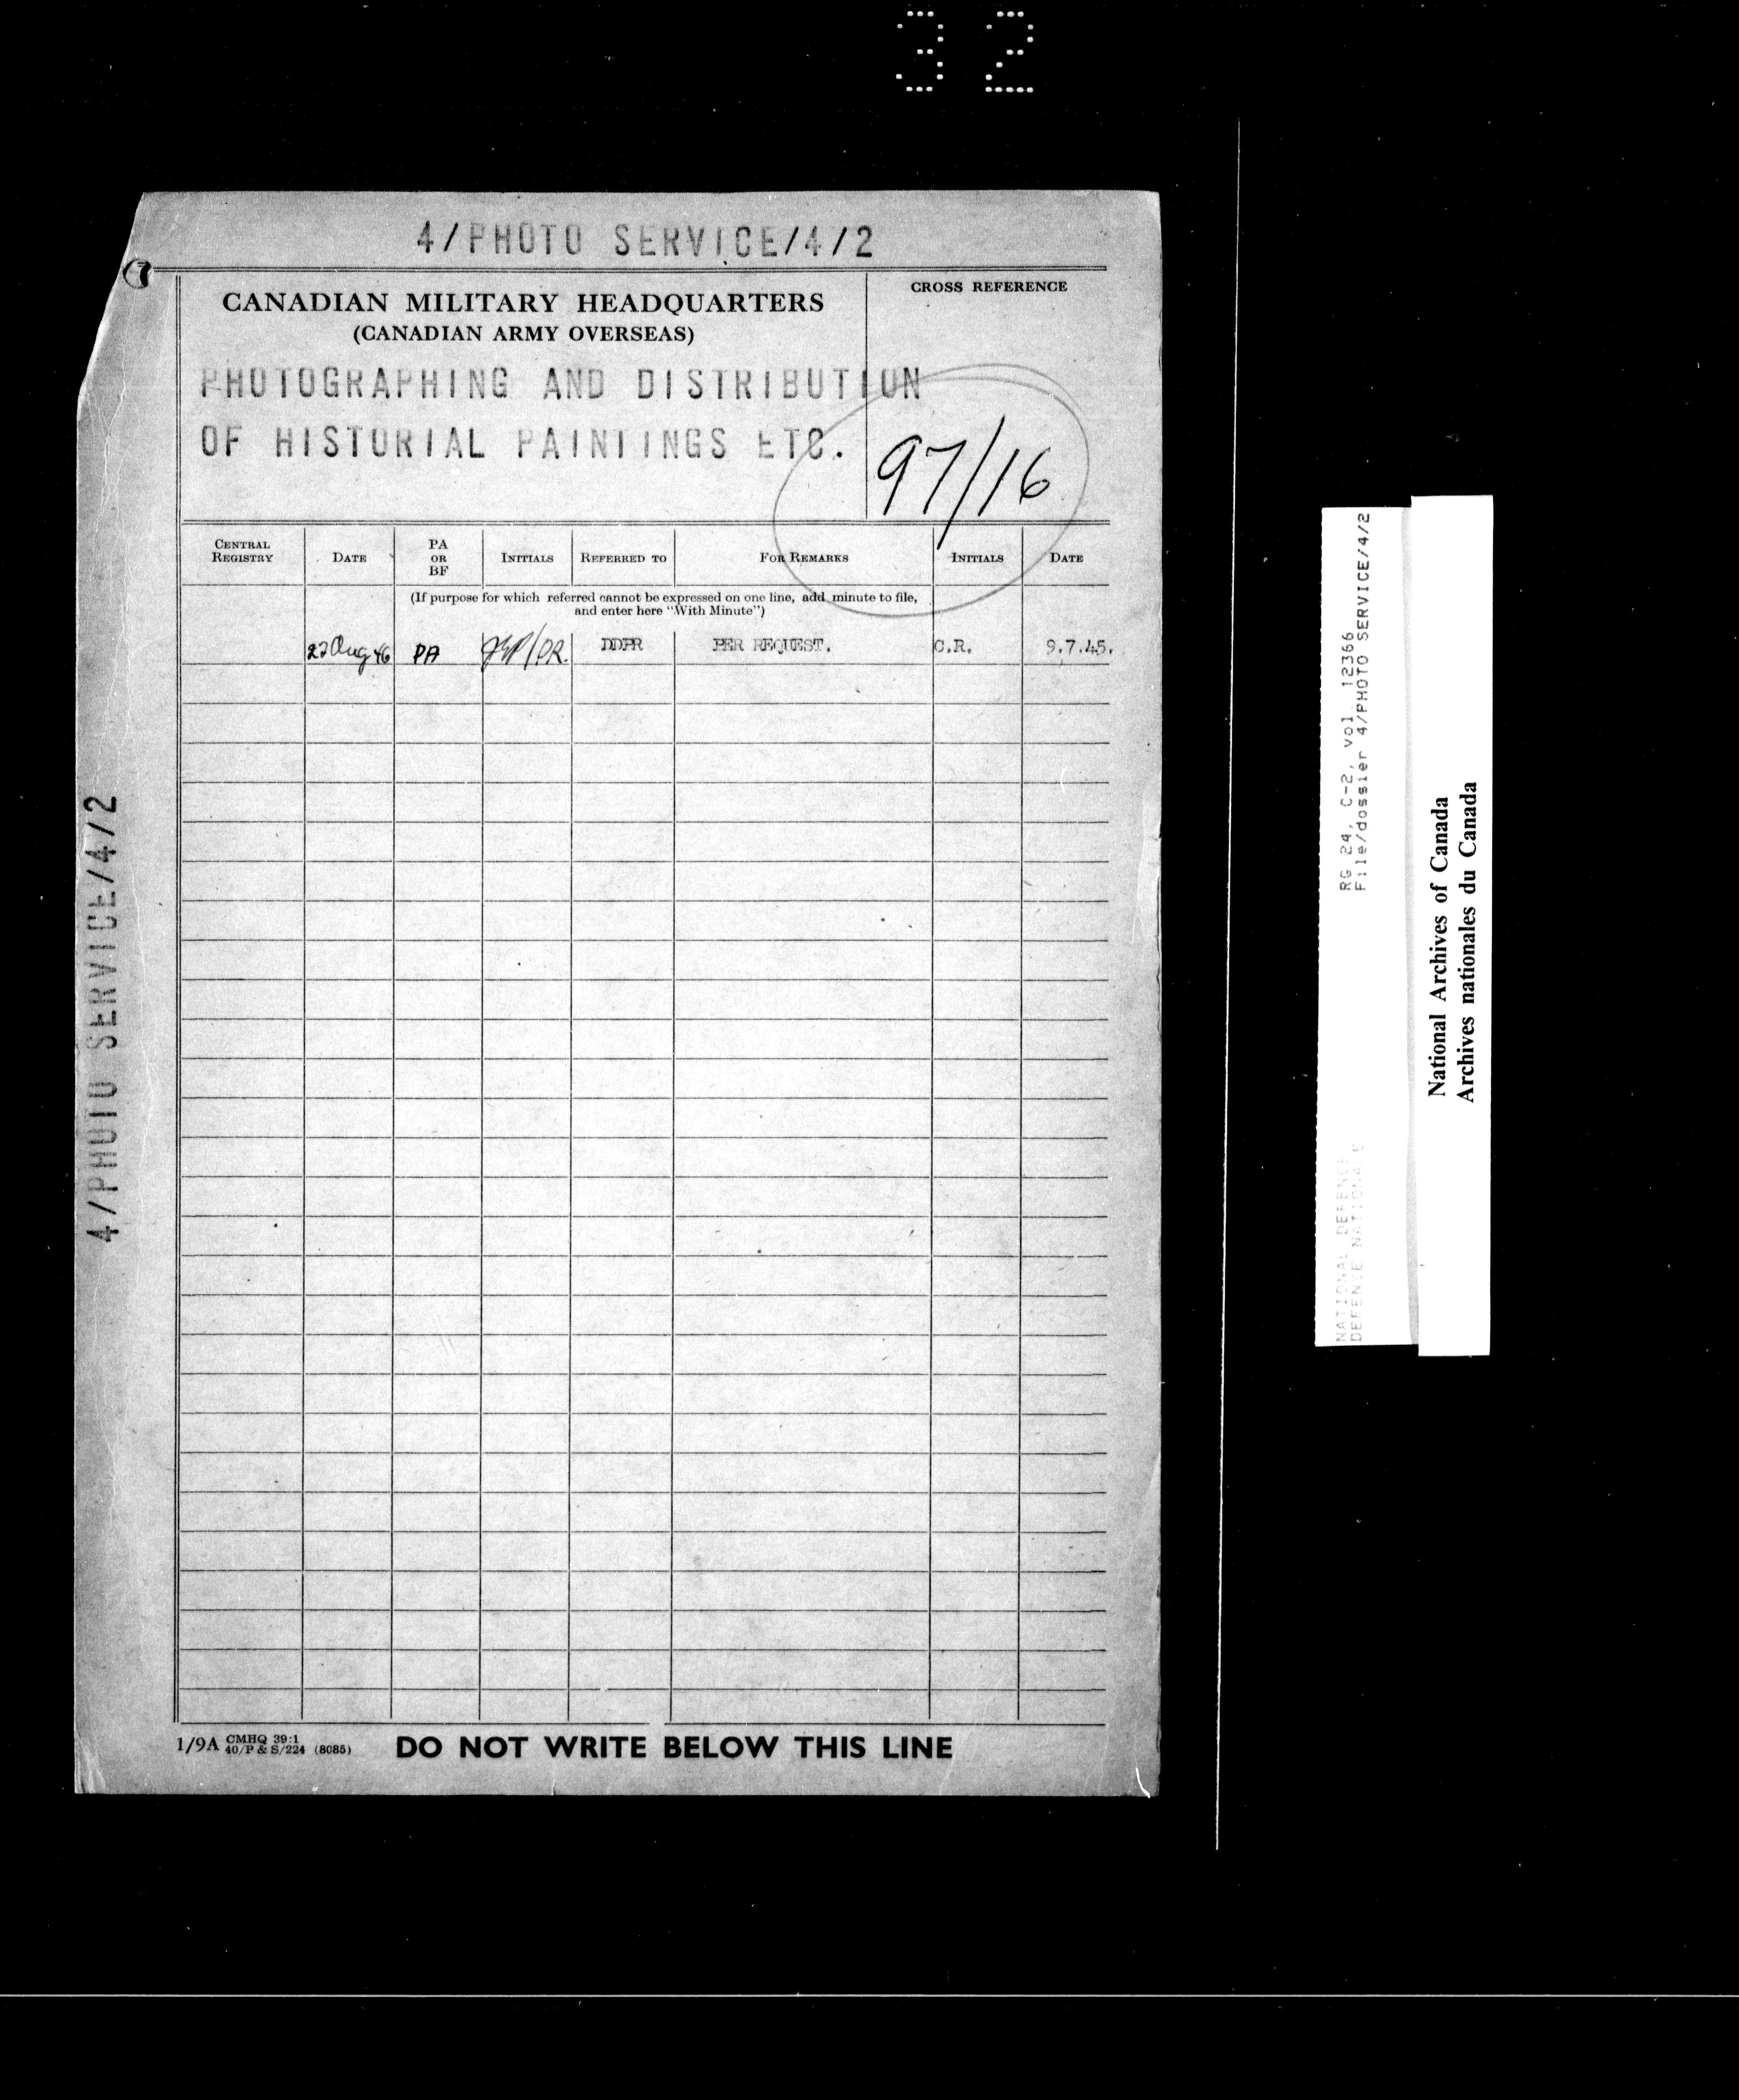 32
4/PHOTO SERVICE/4/2
CANADIAN MILITARY HEADQUARTERS
(CANADIAN ARMY OVERSEAS)
CROSS REFERENCE
PHOTOGRAPHING AND DISTRIBUTION
OF HISTORIAL PAINTINGS ETC.
97/16
CENTRAL REGISTRY DATE PA OR BF INITIALS REFERRED TO FOR REMARKS INITIALS DATE
(If purpose for which referred cannot be expressed on one line, add minute to file,
and enter here "With Minute")
Aug 46 PA DDPR PER REQUEST. C.R. 9.7.45.
4/PHOTO SERVICE/4/2
1/9A CMHQ 39:1
40/P & S/224 (8085)
DO NOT WRITE BELOW THIS LINE
RG 24, C-2, vol. 12366
File/dossier 4/PHOTO SERVICE/4/2
NATIONAL DEFENCE
DEFENSE NATIONALE
National Archives of Canada
Archives nationales du Canada